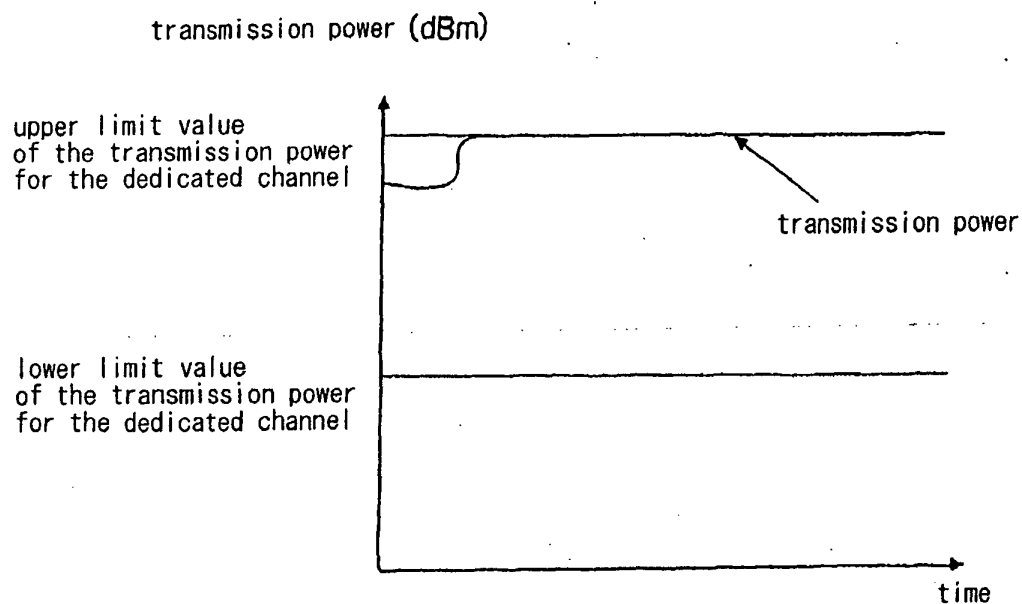 transmission power (dBm)
upper limit value
of the transmission power
for the dedicated channel
transmission power
lower limit value
of the transmission power
for the dedicated channel
time